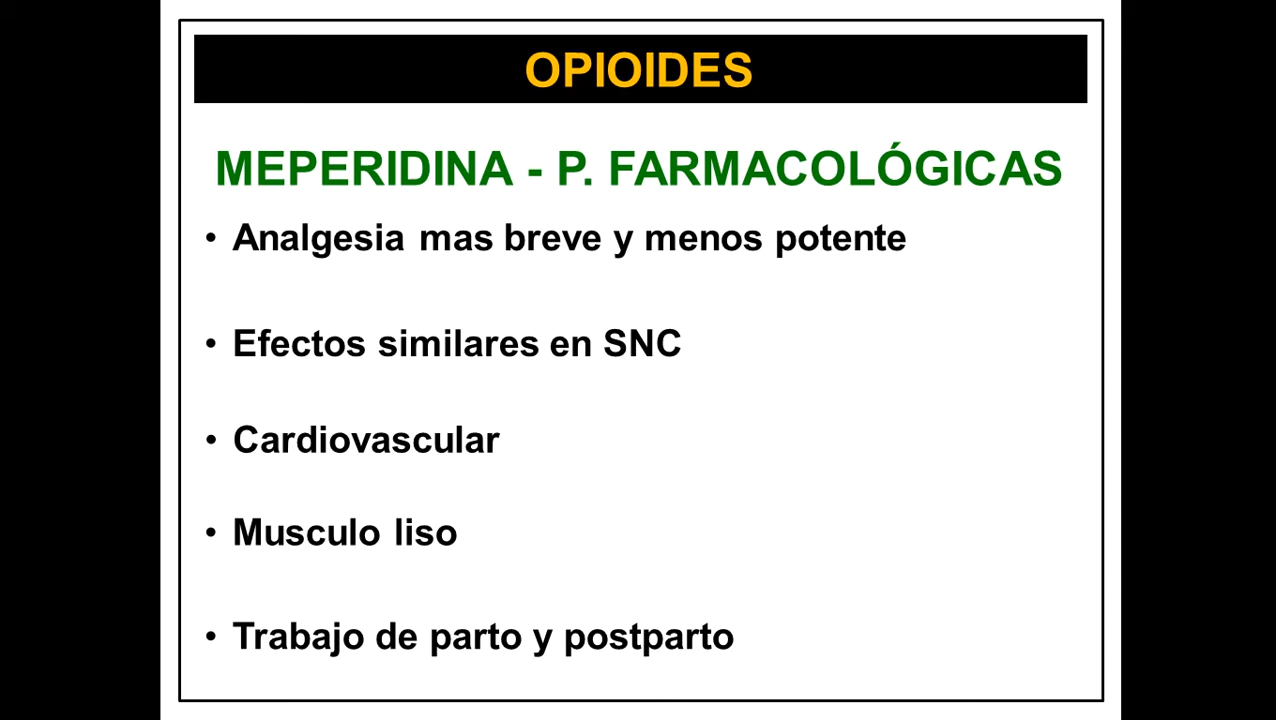 OPIOIDES
MEPERIDINA - P. FARMACOLÓGICAS
• Analgesia mas breve y menos potente
• Efectos similares en SNC
• Cardiovascular
• Musculo liso
• Trabajo de parto y postparto